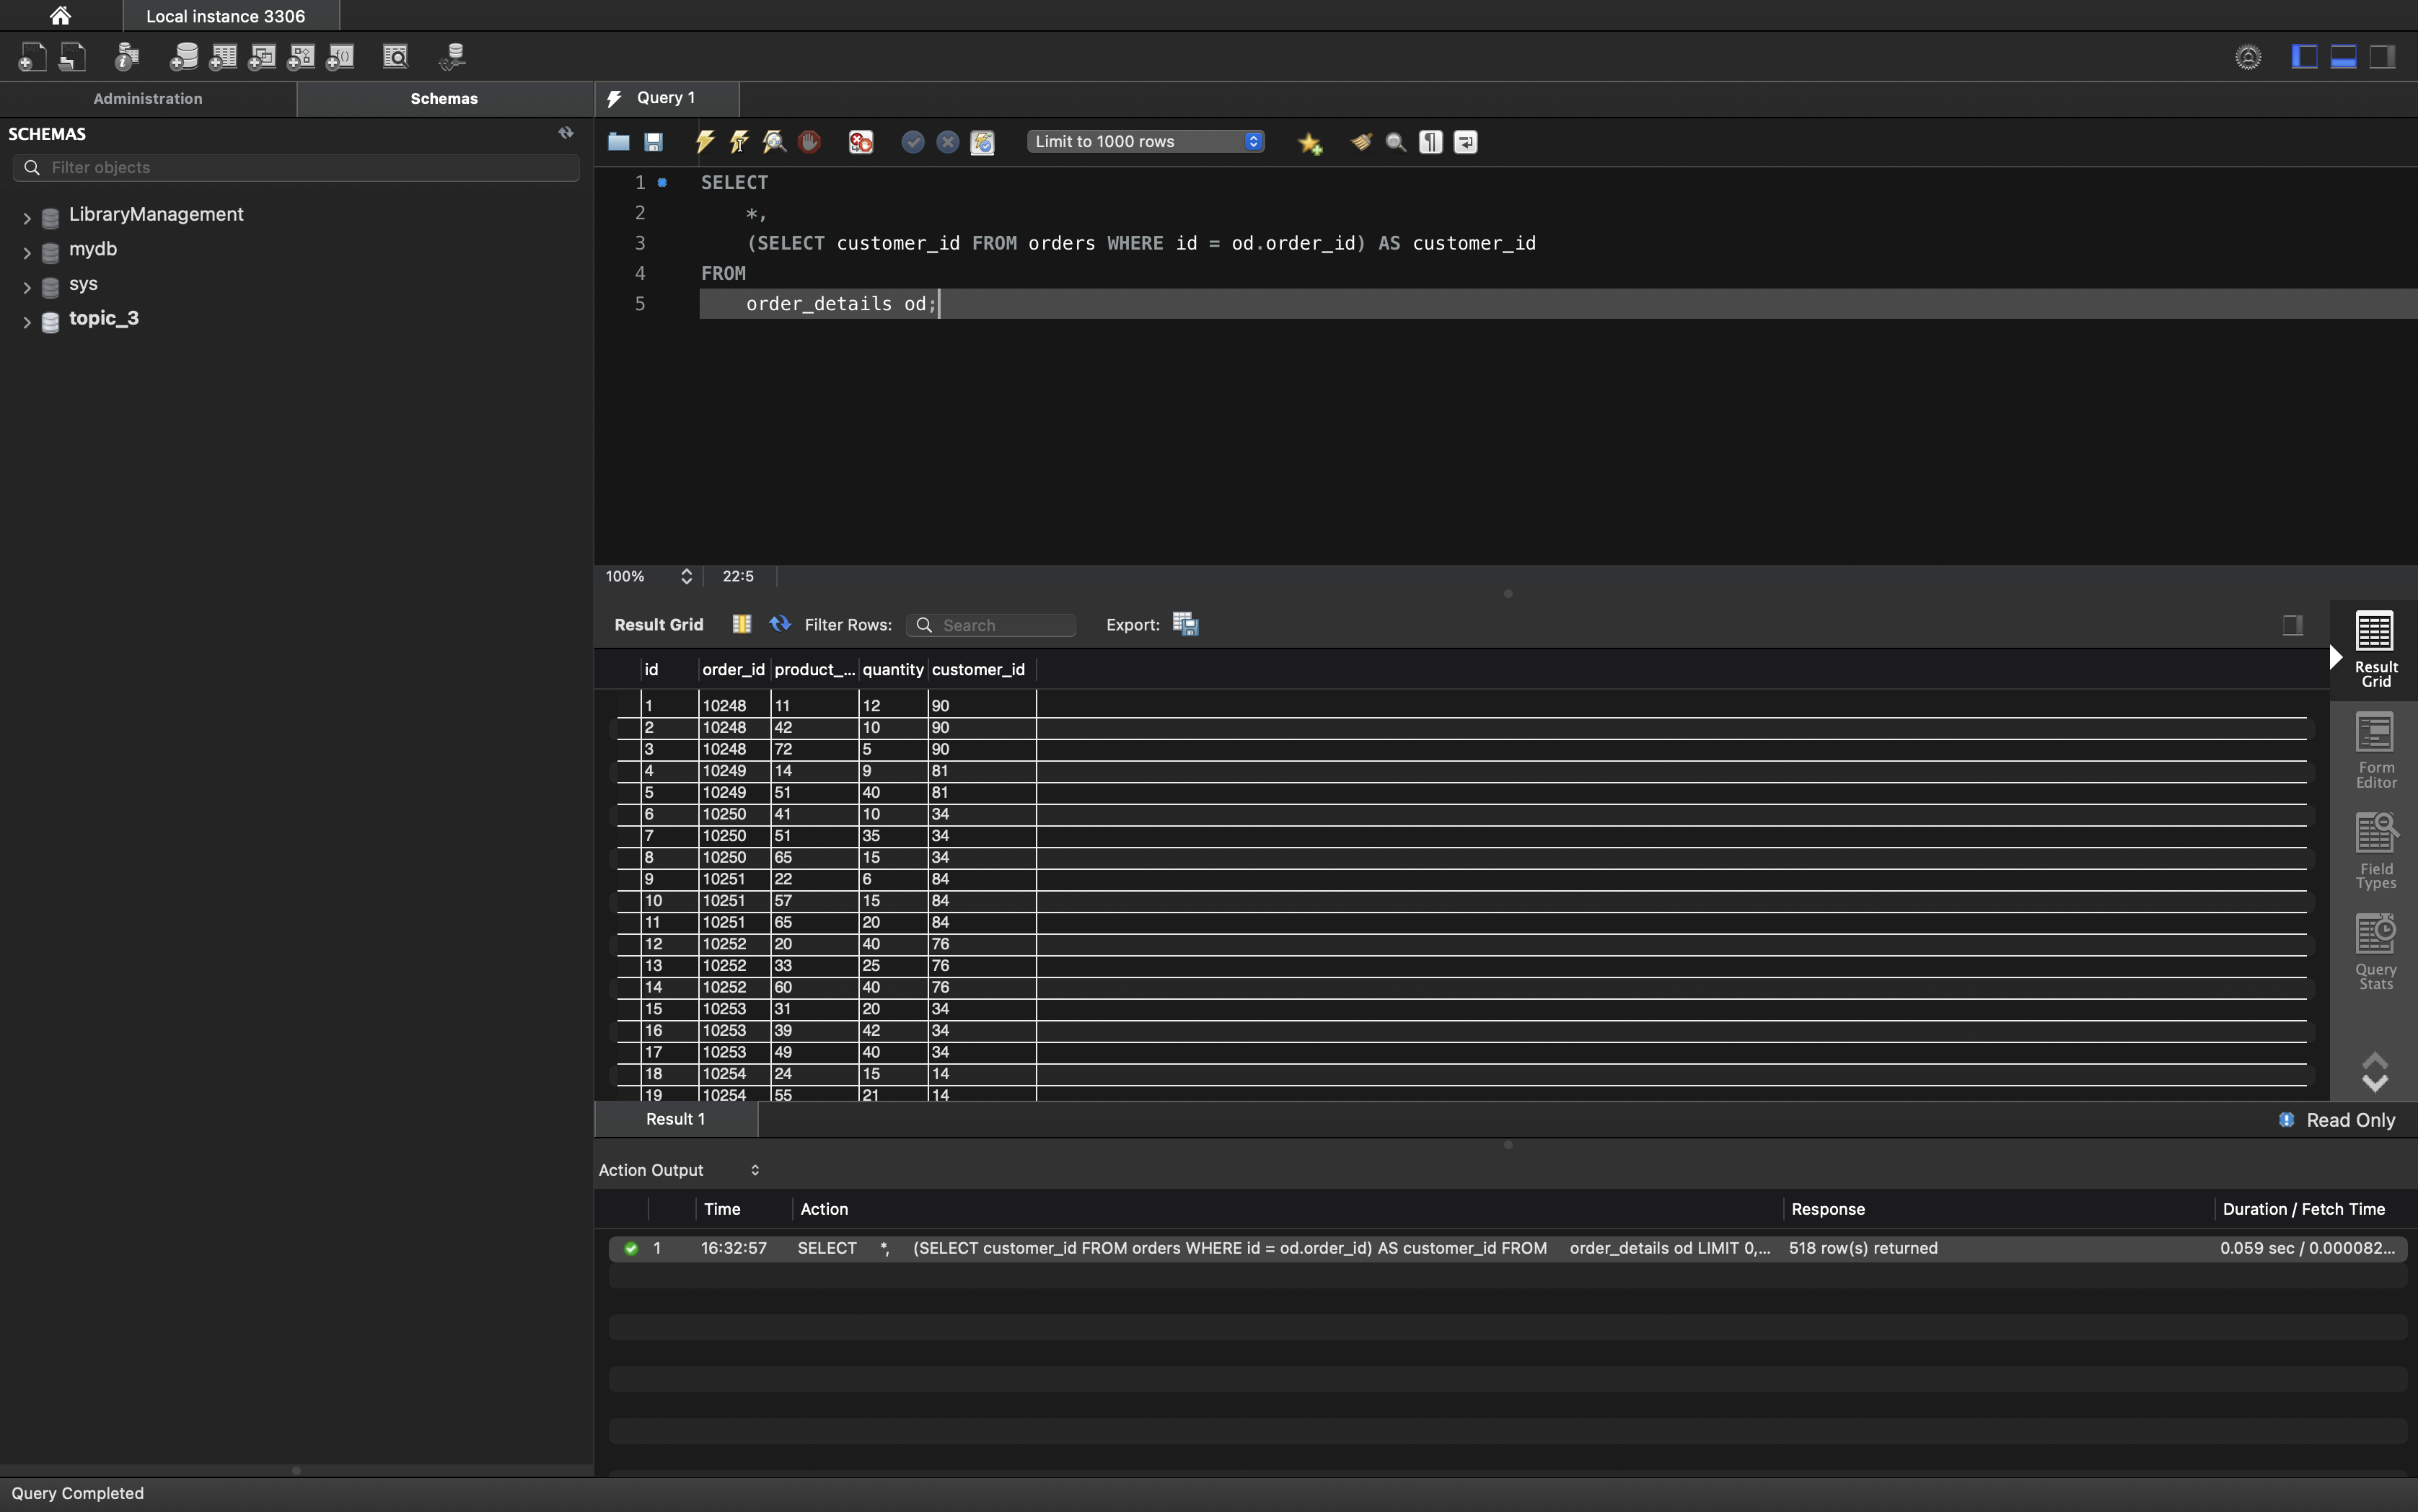 Local instance 3306
Administration Schemas Query 1
SCHEMAS
Filter objects
LibraryManagement
mydb
sys
topic_3
Limit to 1000 rows
1 SELECT
2 *,
3 (SELECT customer_id FROM orders WHERE id = od.order_id) AS customer_id
4 FROM
5 order_details od;
100% 22:5
Result Grid Filter Rows: Search Export:
id order_id product_... quantity customer_id
1 10248 11 12 90
2 10248 42 10 90
3 10248 72 5 90
4 10249 14 9 81
5 10249 51 40 81
6 10250 41 10 34
7 10250 51 35 34
8 10250 65 15 34
9 10251 22 6 84
10 10251 57 15 84
11 10251 65 20 84
12 10252 20 40 76
13 10252 33 25 76
14 10252 60 40 76
15 10253 31 20 34
16 10253 39 42 34
17 10253 49 40 34
18 10254 24 15 14
19 10254 55 21 14
Result
Grid
Form
Editor
Field
Types
Query
Stats
Result 1 Read Only
Action Output
Time Action Response Duration / Fetch Time
1 16:32:57 SELECT *, (SELECT customer_id FROM orders WHERE id = od.order_id) AS customer_id FROM order_details od LIMIT 0,... 518 row(s) returned 0.059 sec / 0.000082...
Query Completed